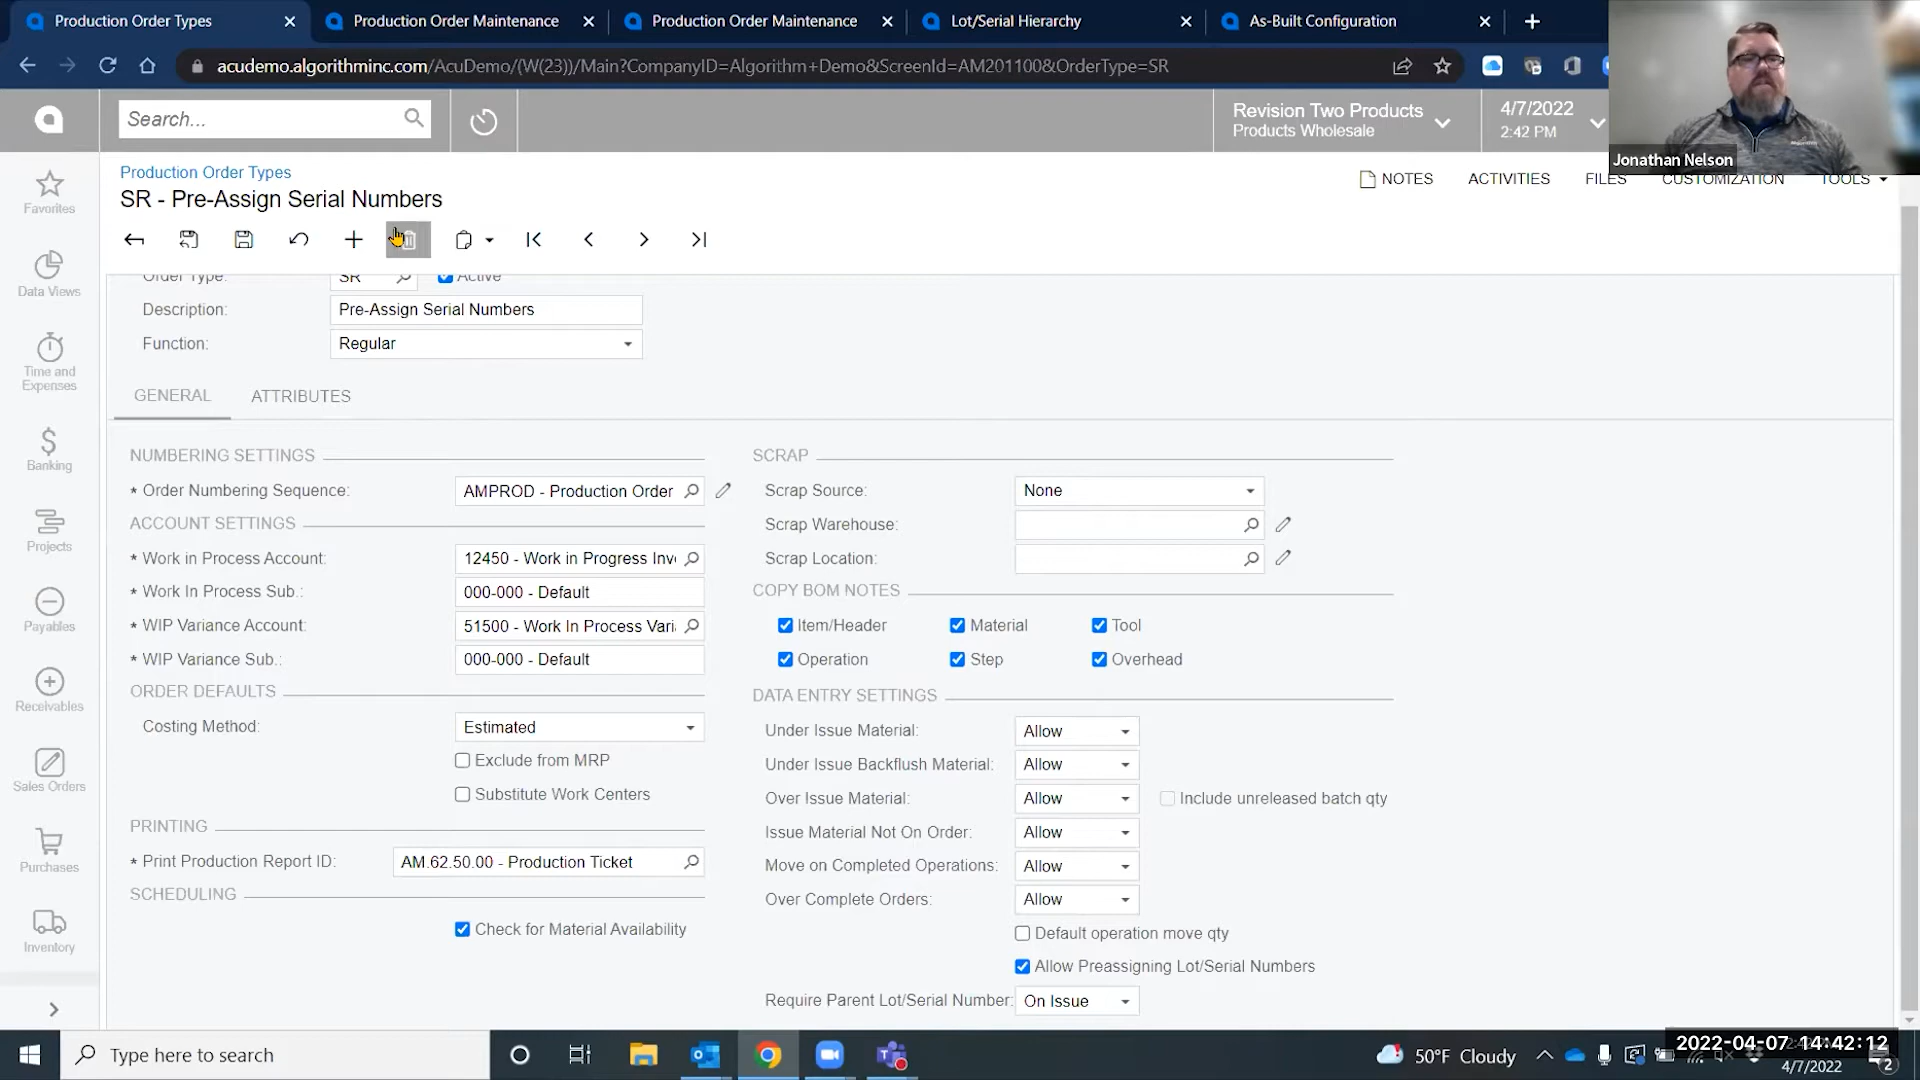 Production Order Types
Production Order Maintenance
Production Order Maintenance
Lot/Serial Hierarchy
As-Built Configuration
acudemo.algorithminc.com/AcuDemo/(W(23))/Main?CompanyID=Algorithm+Demo&ScreenId=AM201100&OrderType=SR
Search...
Revision Two Products
Products Wholesale
4/7/2022
2:42 PM
Jonathan Nelson
Production Order Types
SR - Pre-Assign Serial Numbers
NOTES
ACTIVITIES
FILES
CUSTOMIZATION
TOOLS
Favorites
Data Views
Time and
Expenses
Banking
Projects
Payables
Receivables
Sales Orders
Purchases
Inventory
Order Type: SR Active
Description: Pre-Assign Serial Numbers
Function: Regular
GENERAL ATTRIBUTES
NUMBERING SETTINGS
* Order Numbering Sequence: AMPROD - Production Order
ACCOUNT SETTINGS
* Work in Process Account: 12450 - Work in Progress Inv
* Work In Process Sub.: 000-000 - Default
* WIP Variance Account: 51500 - Work In Process Vari
* WIP Variance Sub.: 000-000 - Default
ORDER DEFAULTS
Costing Method: Estimated
Exclude from MRP
Substitute Work Centers
PRINTING
* Print Production Report ID: AM.62.50.00 - Production Ticket
SCHEDULING
Check for Material Availability
SCRAP
Scrap Source: None
Scrap Warehouse:
Scrap Location:
COPY BOM NOTES
Item/Header Material Tool
Operation Step Overhead
DATA ENTRY SETTINGS
Under Issue Material: Allow
Under Issue Backflush Material: Allow
Over Issue Material: Allow Include unreleased batch qty
Issue Material Not On Order: Allow
Move on Completed Operations: Allow
Over Complete Orders: Allow
Default operation move qty
Allow Preassigning Lot/Serial Numbers
Require Parent Lot/Serial Number: On Issue
Type here to search
50°F Cloudy
2022-04-07 14:42:12
4/7/2022
2